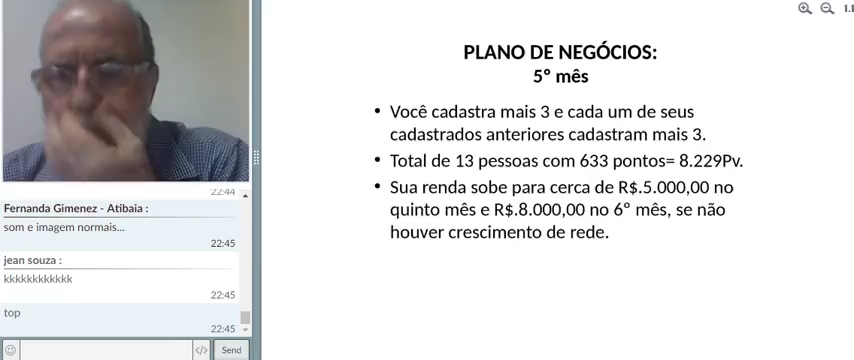 1.1
22:44
Fernanda Gimenez - Atibaia :
som e imagem normais...
22:45
jean souza :
kkkkkkkkkkkk
22:45
top
22:45
</>
Send
PLANO DE NEGÓCIOS:
5º mês
• Você cadastra mais 3 e cada um de seus
cadastrados anteriores cadastram mais 3.
• Total de 13 pessoas com 633 pontos= 8.229Pv.
• Sua renda sobe para cerca de R$.5.000,00 no
quinto mês e R$.8.000,00 no 6º mês, se não
houver crescimento de rede.